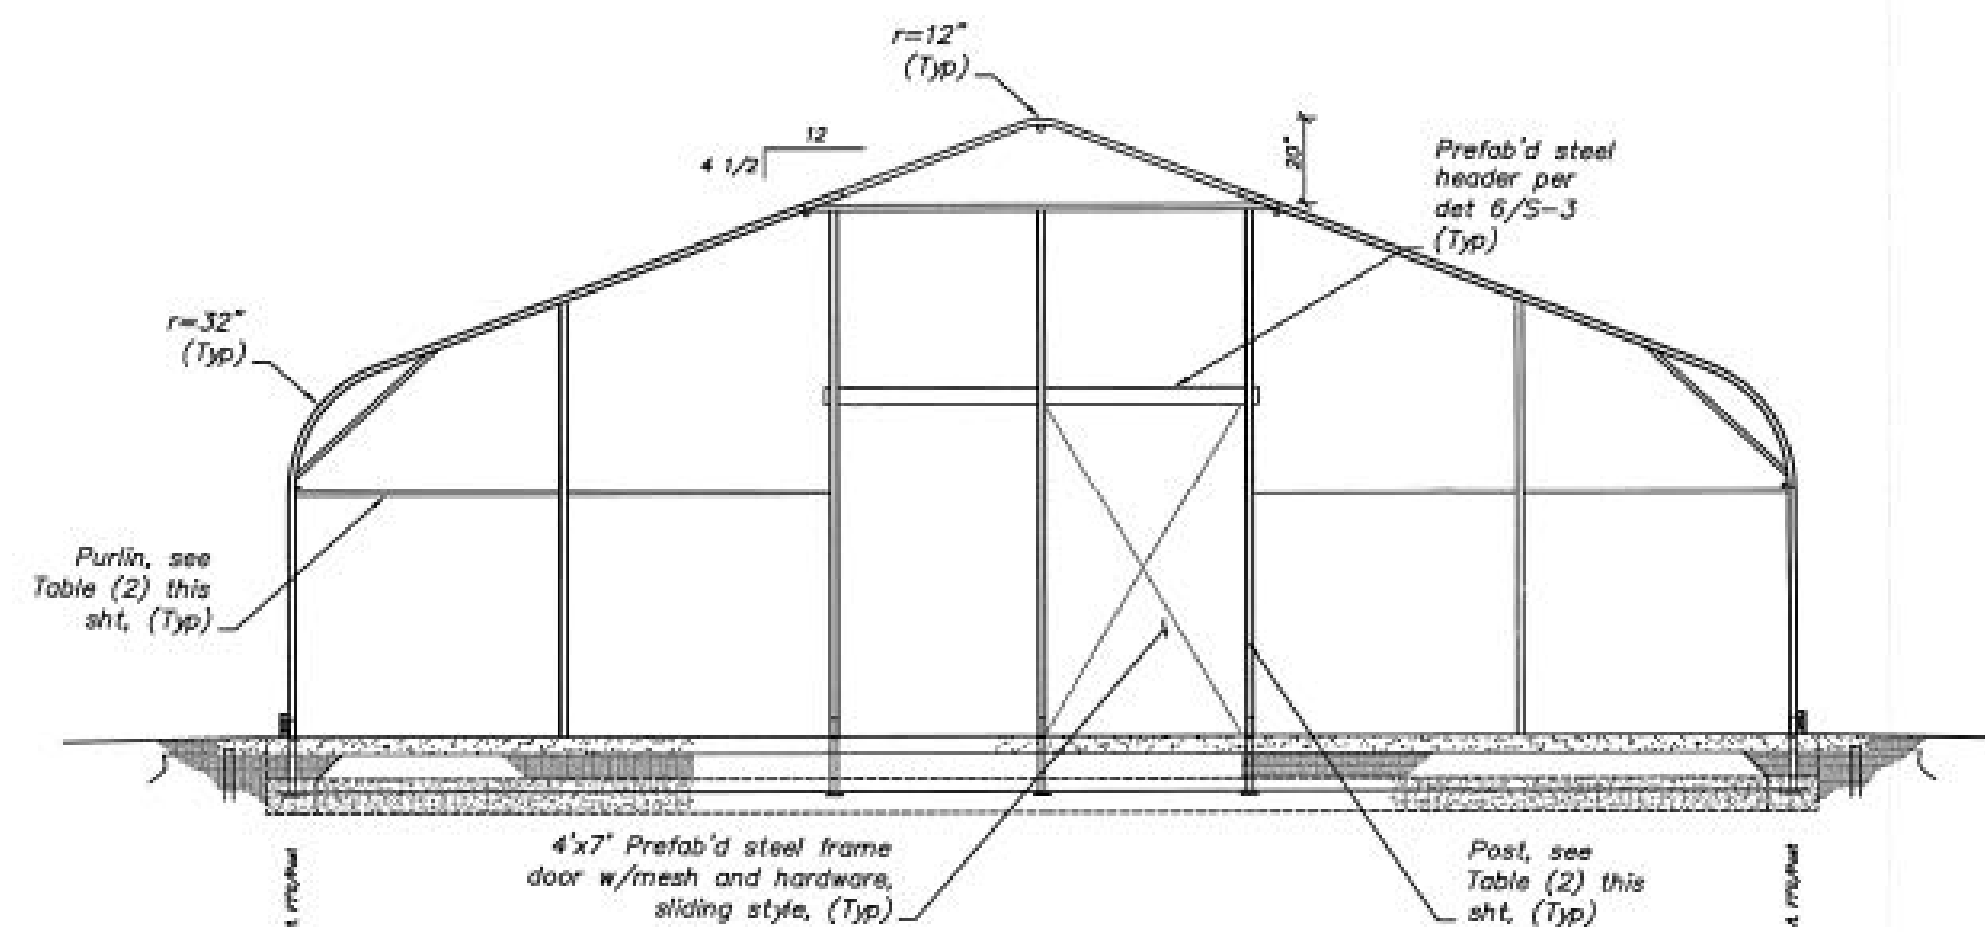 r=12"
(Typ)
12
4 1/2
20"
Prefab'd steel
header per
det 6/S-3
(Typ)
r=32"
(Typ)
Purlin, see
Table (2) this
sht, (Typ)
4'x7' Prefab'd steel frame
door w/mesh and hardware,
sliding style, (Typ)
Post, see
Table (2) this
sht, (Typ)